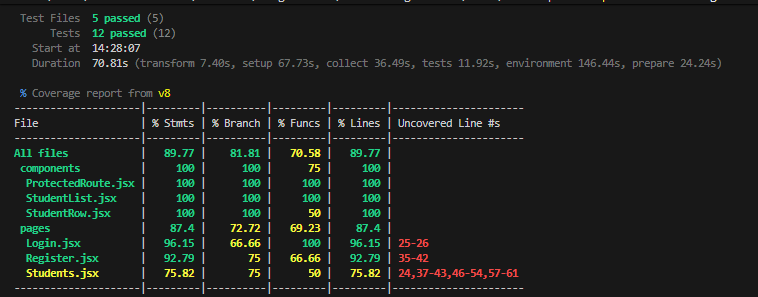 Test Files  5 passed (5)
     Tests  12 passed (12)
  Start at  14:28:07
  Duration  70.81s (transform 7.40s, setup 67.73s, collect 36.49s, tests 11.92s, environment 146.44s, prepare 24.24s)
% Coverage report from v8
--------------------|---------|----------|---------|---------|---------------------
File                | % Stmts | % Branch | % Funcs | % Lines | Uncovered Line #s
--------------------|---------|----------|---------|---------|---------------------
All files           |   89.77 |    81.81 |   70.58 |   89.77 |
 components         |     100 |      100 |      75 |     100 |
  ProtectedRoute.jsx |     100 |      100 |     100 |     100 |
  StudentList.jsx   |     100 |      100 |     100 |     100 |
  StudentRow.jsx    |     100 |      100 |      50 |     100 |
 pages              |    87.4 |    72.72 |   69.23 |    87.4 |
  Login.jsx         |   96.15 |    66.66 |     100 |   96.15 | 25-26
  Register.jsx      |   92.79 |       75 |   66.66 |   92.79 | 35-42
  Students.jsx      |   75.82 |       75 |      50 |   75.82 | 24,37-43,46-54,57-61
--------------------|---------|----------|---------|---------|---------------------